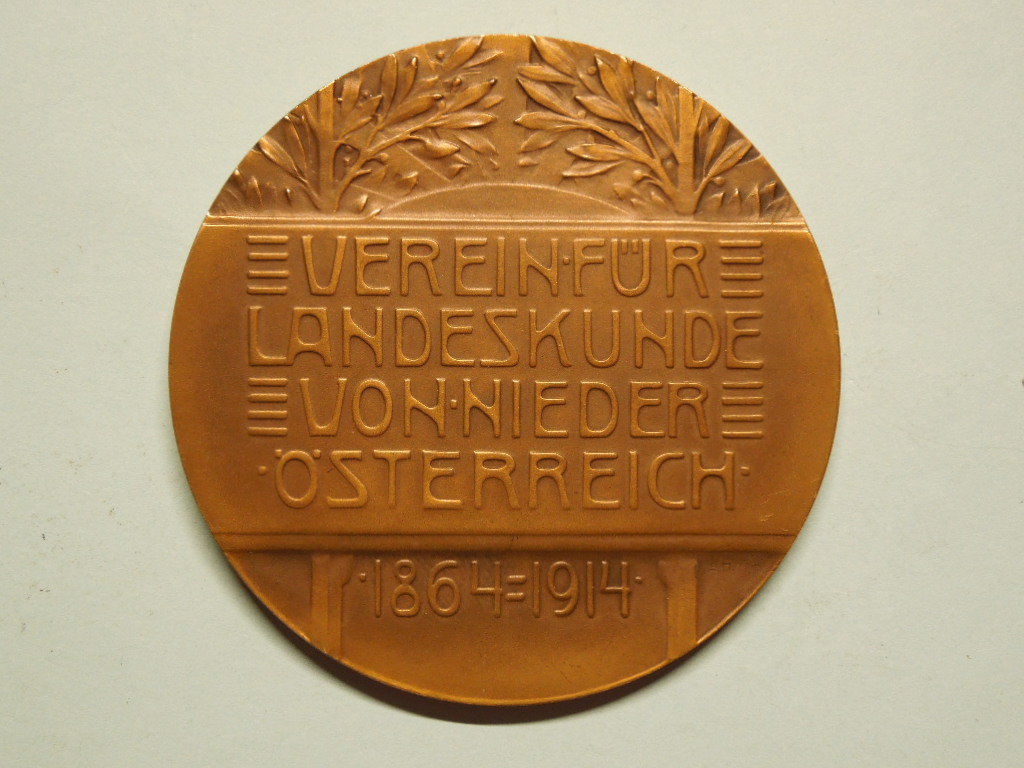 VEREIN·FÜR
LANDESKUNDE
VON·NIEDER
·ÖSTERREICH·
·1864=1914·